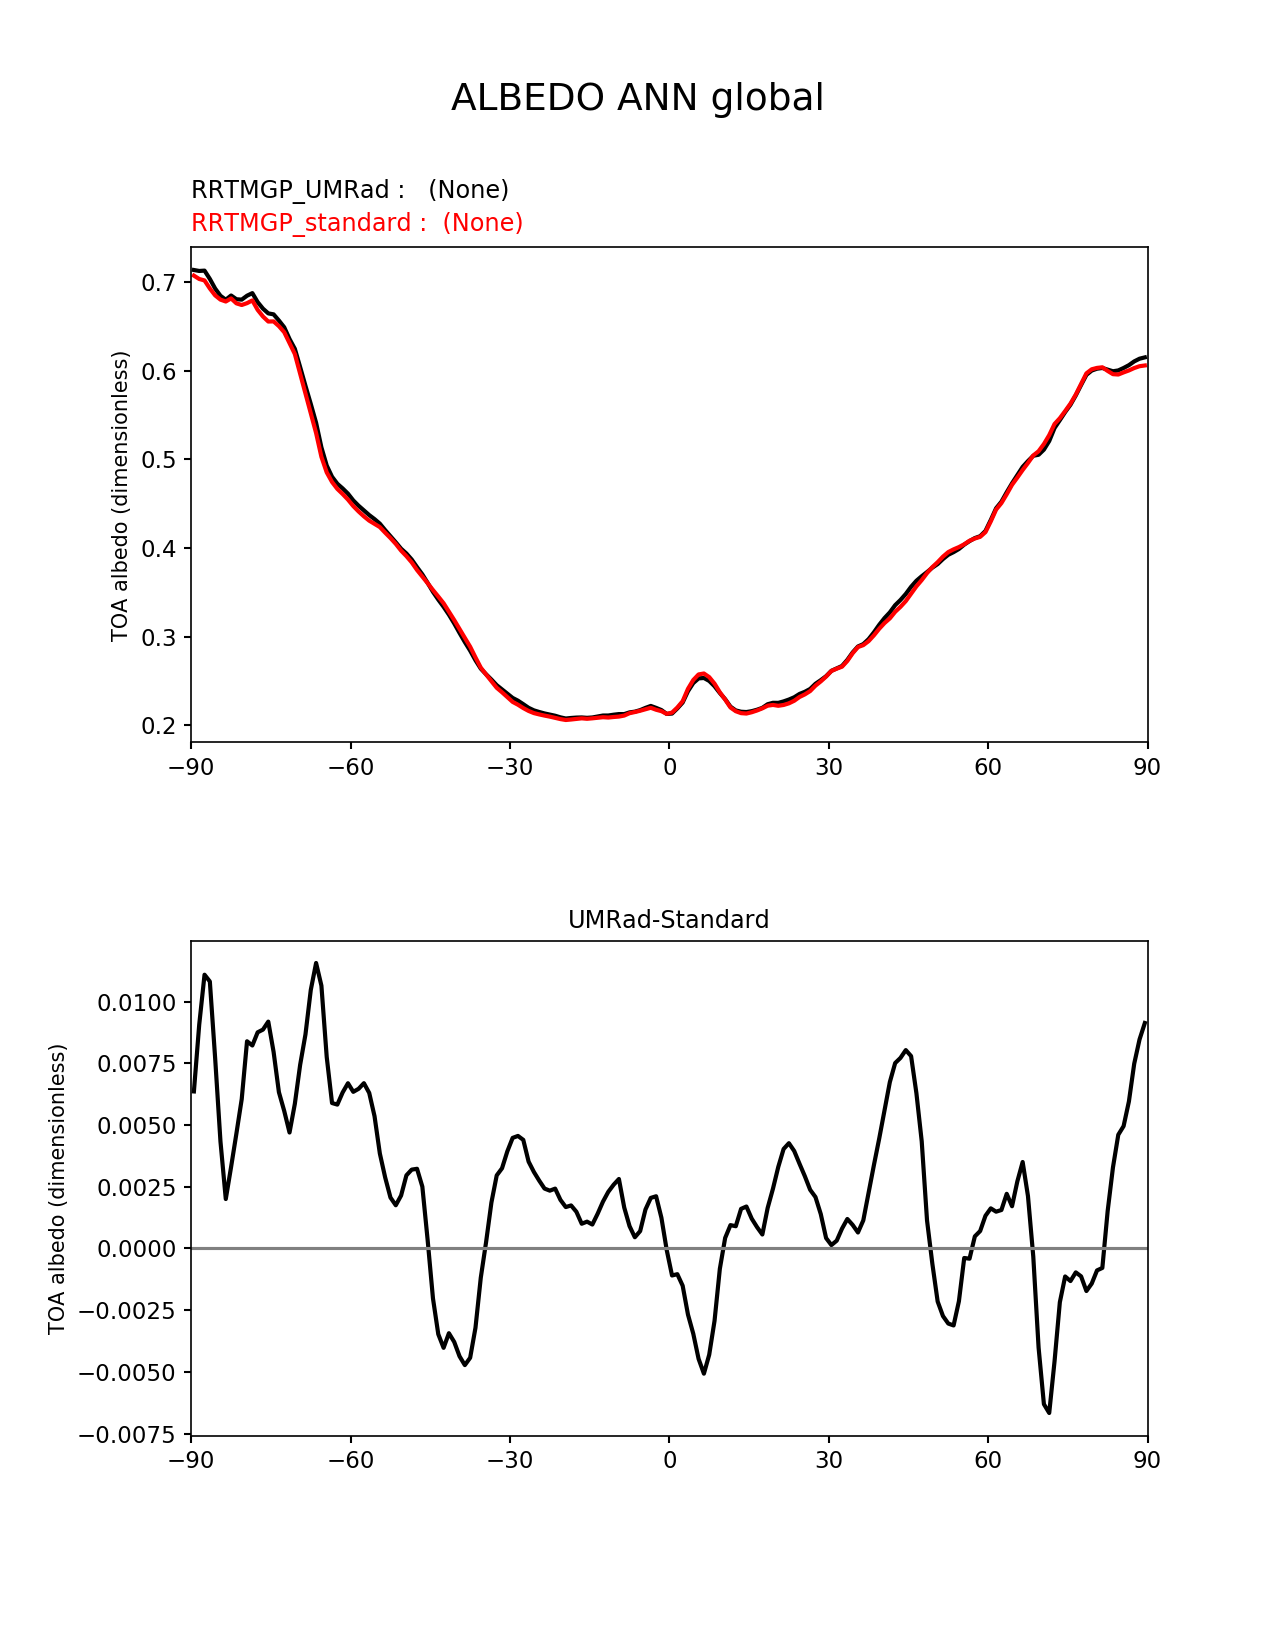 ALBEDO ANN global
RRTMGP_UMRad :   (None)
RRTMGP_standard :  (None)
TOA albedo (dimensionless)
0.7
0.6
0.5
0.4
0.3
0.2
−90 −60 −30 0 30 60 90
UMRad-Standard
TOA albedo (dimensionless)
0.0100
0.0075
0.0050
0.0025
0.0000
−0.0025
−0.0050
−0.0075
−90 −60 −30 0 30 60 90